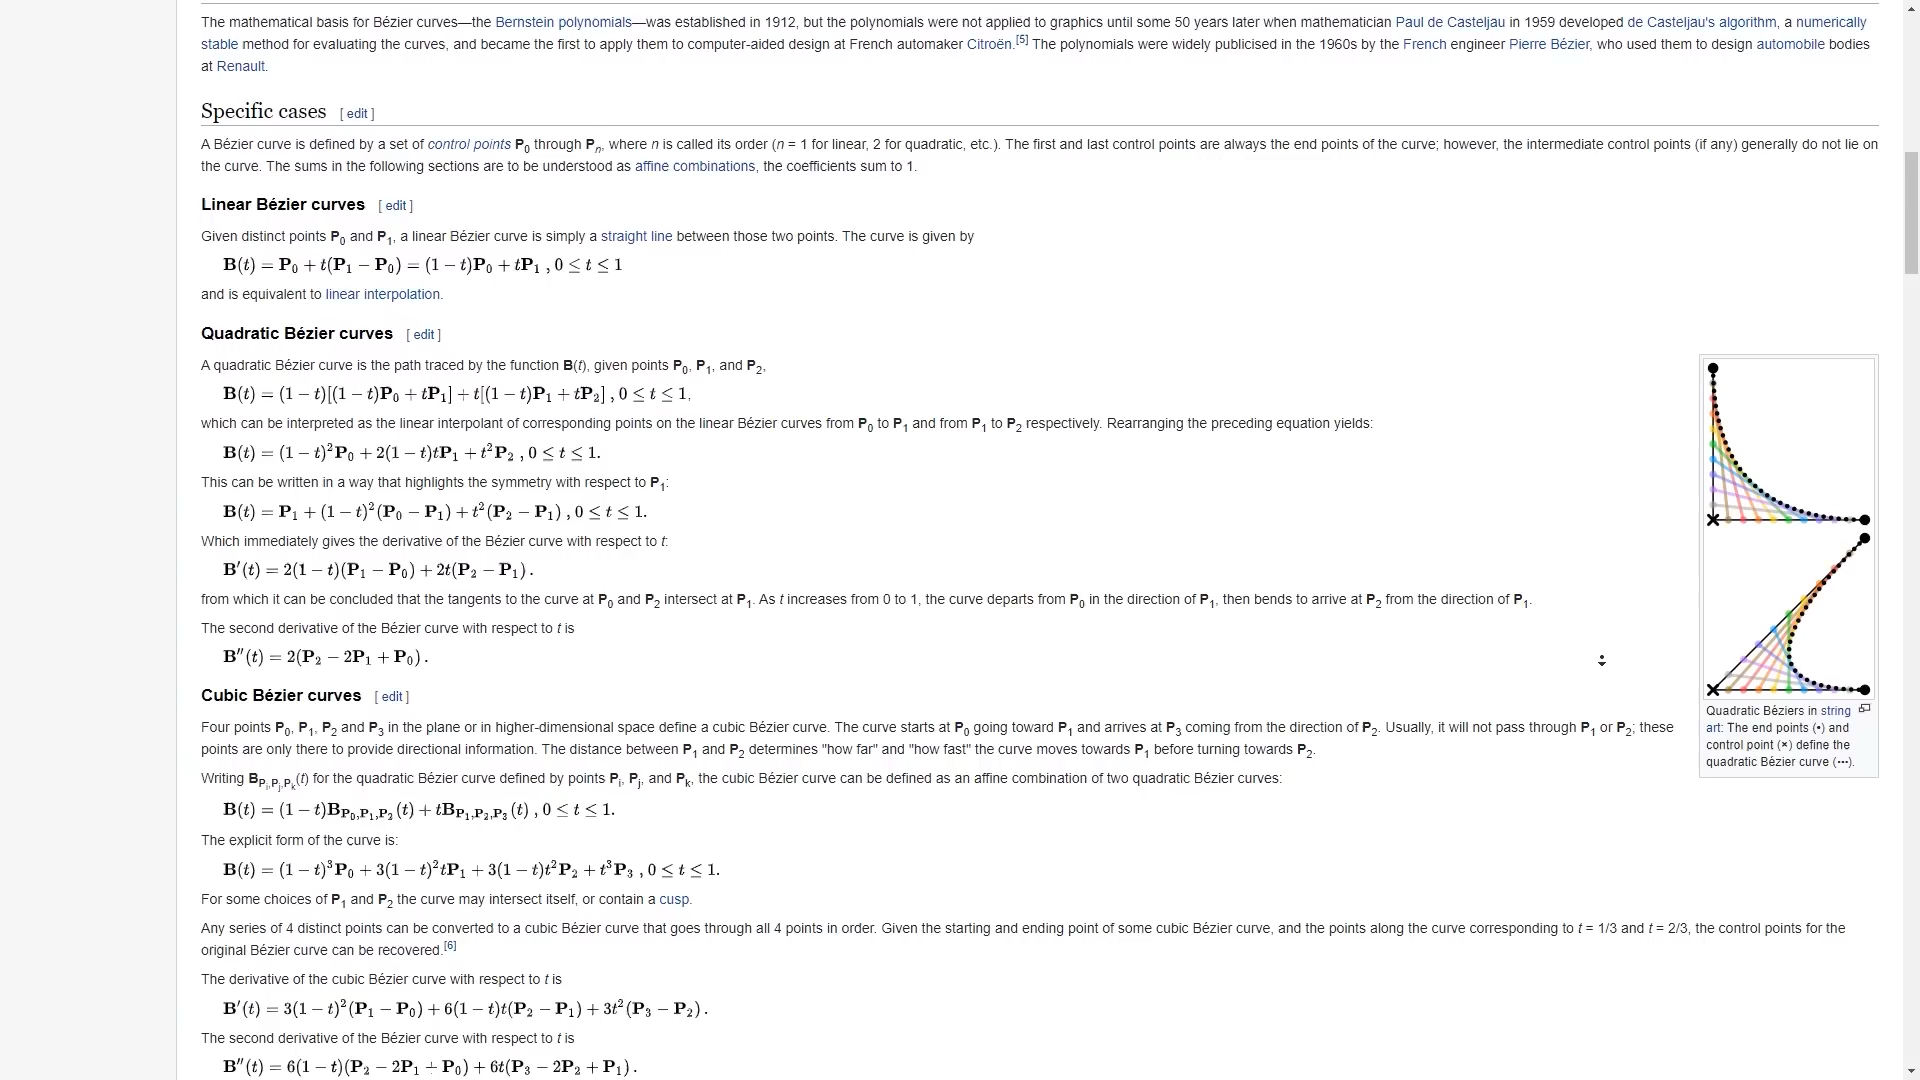 The mathematical basis for Bézier curves—the Bernstein polynomials—was established in 1912, but the polynomials were not applied to graphics until some 50 years later when mathematician Paul de Casteljau in 1959 developed de Casteljau's algorithm, a numerically
stable method for evaluating the curves, and became the first to apply them to computer-aided design at French automaker Citroën.[5] The polynomials were widely publicised in the 1960s by the French engineer Pierre Bézier, who used them to design automobile bodies
at Renault.
Specific cases [ edit ]
A Bézier curve is defined by a set of control points P₀ through Pₙ, where n is called its order (n = 1 for linear, 2 for quadratic, etc.). The first and last control points are always the end points of the curve; however, the intermediate control points (if any) generally do not lie on
the curve. The sums in the following sections are to be understood as affine combinations, the coefficients sum to 1.
Linear Bézier curves [ edit ]
Given distinct points P₀ and P₁, a linear Bézier curve is simply a straight line between those two points. The curve is given by
B(t) = P₀ + t(P₁ − P₀) = (1 − t)P₀ + tP₁ , 0 ≤ t ≤ 1
and is equivalent to linear interpolation.
Quadratic Bézier curves [ edit ]
A quadratic Bézier curve is the path traced by the function B(t), given points P₀, P₁, and P₂,
B(t) = (1 − t)[(1 − t)P₀ + tP₁] + t[(1 − t)P₁ + tP₂] , 0 ≤ t ≤ 1,
which can be interpreted as the linear interpolant of corresponding points on the linear Bézier curves from P₀ to P₁ and from P₁ to P₂ respectively. Rearranging the preceding equation yields:
B(t) = (1 − t)²P₀ + 2(1 − t)tP₁ + t²P₂ , 0 ≤ t ≤ 1.
This can be written in a way that highlights the symmetry with respect to P₁:
B(t) = P₁ + (1 − t)²(P₀ − P₁) + t²(P₂ − P₁) , 0 ≤ t ≤ 1.
Which immediately gives the derivative of the Bézier curve with respect to t:
B′(t) = 2(1 − t)(P₁ − P₀) + 2t(P₂ − P₁) .
from which it can be concluded that the tangents to the curve at P₀ and P₂ intersect at P₁. As t increases from 0 to 1, the curve departs from P₀ in the direction of P₁, then bends to arrive at P₂ from the direction of P₁.
The second derivative of the Bézier curve with respect to t is
B″(t) = 2(P₂ − 2P₁ + P₀) .
Quadratic Béziers in string
art: The end points (•) and
control point (×) define the
quadratic Bézier curve (⋯).
Cubic Bézier curves [ edit ]
Four points P₀, P₁, P₂ and P₃ in the plane or in higher-dimensional space define a cubic Bézier curve. The curve starts at P₀ going toward P₁ and arrives at P₃ coming from the direction of P₂. Usually, it will not pass through P₁ or P₂; these
points are only there to provide directional information. The distance between P₁ and P₂ determines "how far" and "how fast" the curve moves towards P₁ before turning towards P₂.
Writing B_Pᵢ,Pⱼ,Pₖ(t) for the quadratic Bézier curve defined by points Pᵢ, Pⱼ, and Pₖ, the cubic Bézier curve can be defined as an affine combination of two quadratic Bézier curves:
B(t) = (1 − t)B_P₀,P₁,P₂(t) + tB_P₁,P₂,P₃(t) , 0 ≤ t ≤ 1.
The explicit form of the curve is:
B(t) = (1 − t)³P₀ + 3(1 − t)²tP₁ + 3(1 − t)t²P₂ + t³P₃ , 0 ≤ t ≤ 1.
For some choices of P₁ and P₂ the curve may intersect itself, or contain a cusp.
Any series of 4 distinct points can be converted to a cubic Bézier curve that goes through all 4 points in order. Given the starting and ending point of some cubic Bézier curve, and the points along the curve corresponding to t = 1/3 and t = 2/3, the control points for the
original Bézier curve can be recovered.[6]
The derivative of the cubic Bézier curve with respect to t is
B′(t) = 3(1 − t)²(P₁ − P₀) + 6(1 − t)t(P₂ − P₁) + 3t²(P₃ − P₂) .
The second derivative of the Bézier curve with respect to t is
B″(t) = 6(1 − t)(P₂ − 2P₁ + P₀) + 6t(P₃ − 2P₂ + P₁) .